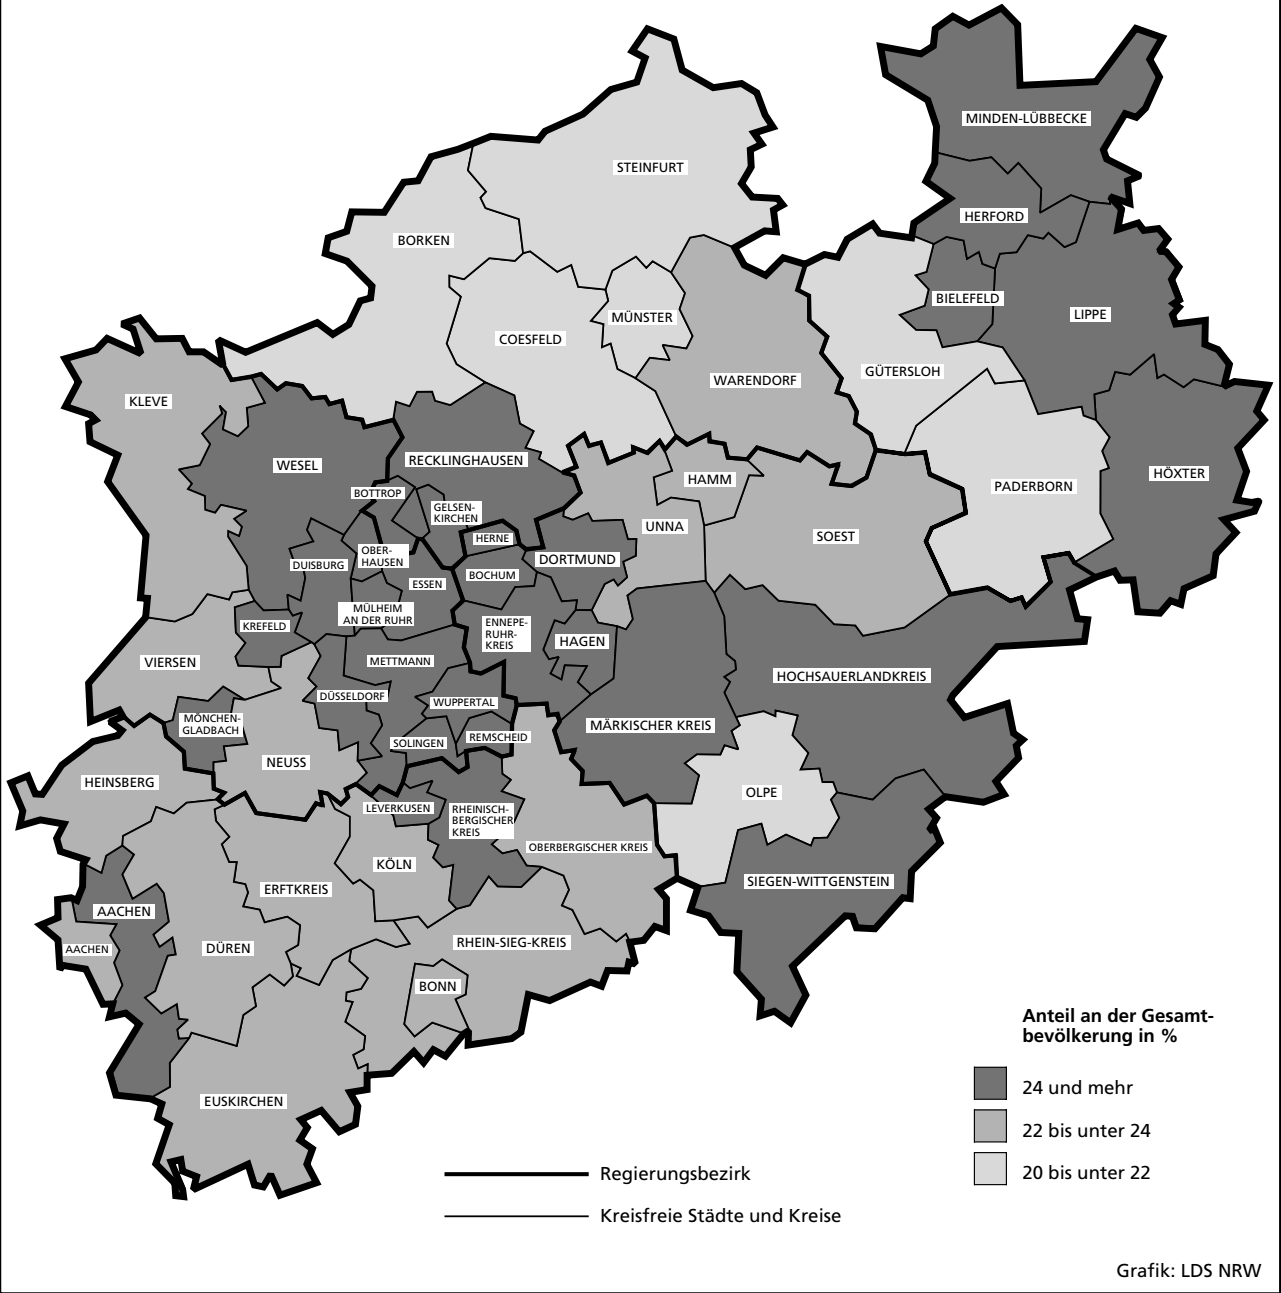 MINDEN-LÜBBECKE
STEINFURT
HERFORD
BORKEN
BIELEFELD
LIPPE
MÜNSTER
COESFELD
GÜTERSLOH
WARENDORF
KLEVE
RECKLINGHAUSEN
WESEL
HÖXTER
HAMM
PADERBORN
BOTTROP
GELSEN-
KIRCHEN
UNNA
SOEST
HERNE
OBER-
HAUSEN
DORTMUND
DUISBURG
BOCHUM
ESSEN
MÜLHEIM
AN DER RUHR
KREFELD
ENNEPE-
RUHR-
KREIS
HAGEN
VIERSEN
METTMANN
HOCHSAUERLANDKREIS
DÜSSELDORF
WUPPERTAL
MÖNCHEN-
GLADBACH
MÄRKISCHER KREIS
SOLINGEN
REMSCHEID
NEUSS
HEINSBERG
OLPE
LEVERKUSEN
RHEINISCH-
BERGISCHER
KREIS
OBERBERGISCHER KREIS
KÖLN
SIEGEN-WITTGENSTEIN
ERFTKREIS
AACHEN
AACHEN
DÜREN
RHEIN-SIEG-KREIS
BONN
EUSKIRCHEN
Anteil an der Gesamt-
bevölkerung in %
24 und mehr
22 bis unter 24
20 bis unter 22
Regierungsbezirk
Kreisfreie Städte und Kreise
Grafik: LDS NRW